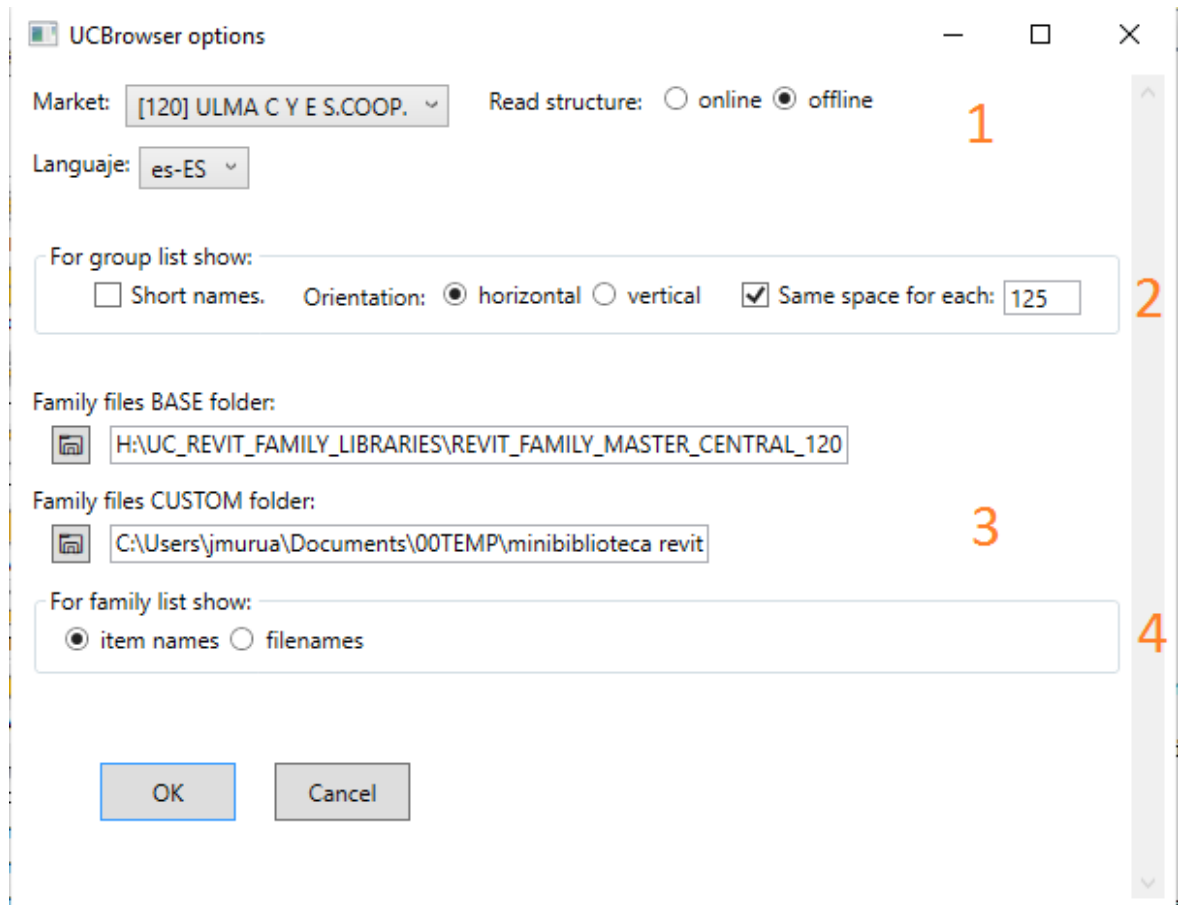 UCBrowser options
Market: [120] ULMA C Y E S.COOP. Read structure: online offline
1
Languaje: es-ES
For group list show:
Short names. Orientation: horizontal vertical Same space for each: 125
2
Family files BASE folder:
H:\UC_REVIT_FAMILY_LIBRARIES\REVIT_FAMILY_MASTER_CENTRAL_120
Family files CUSTOM folder:
C:\Users\jmurua\Documents\00TEMP\minibiblioteca revit
3
For family list show:
item names filenames
4
OK Cancel